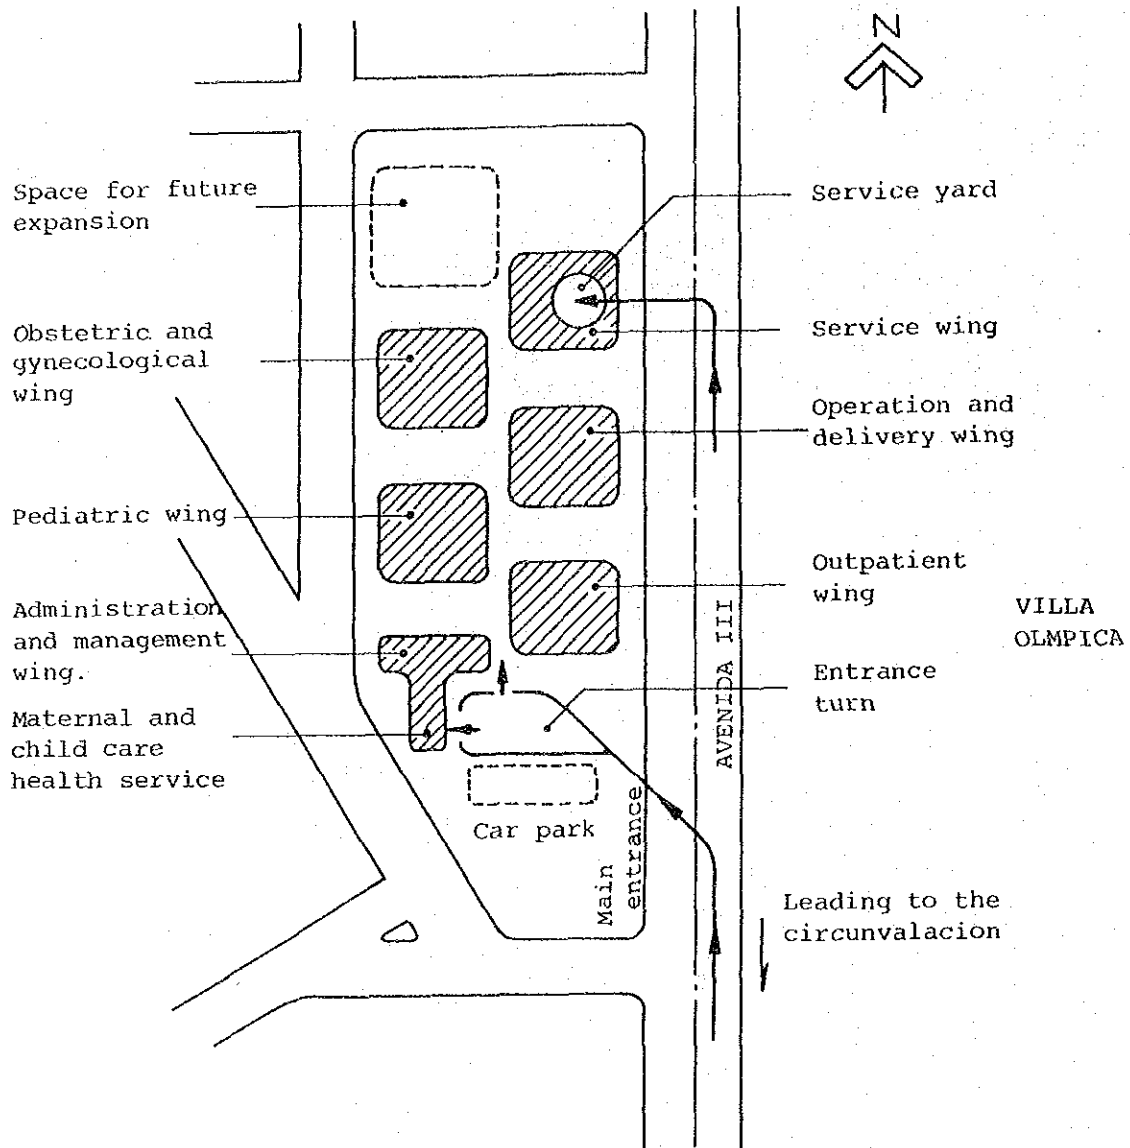 N
Space for future
expansion
Service yard
Obstetric and
gynecological
wing
Service wing
Operation and
delivery wing
Pediatric wing
Outpatient
wing
Administration
and management
wing.
VILLA
OLMPICA
AVENIDA III
Entrance
turn
Maternal and
child care
health service
Car park
Main
entrance
Leading to the
circunvalacion